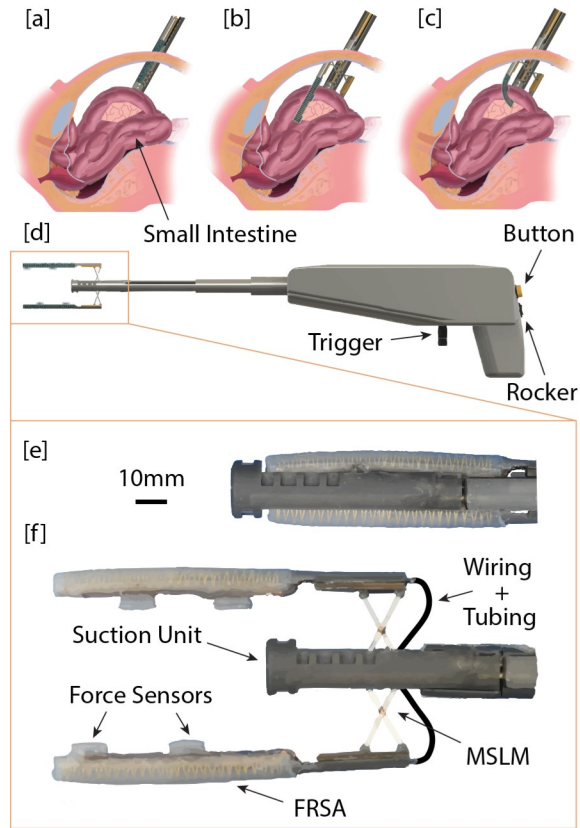 [a]
[b]
[c]
Small Intestine
[d]
Button
Trigger
Rocker
[e]
10mm
[f]
Wiring
+
Tubing
Suction Unit
Force Sensors
MSLM
FRSA